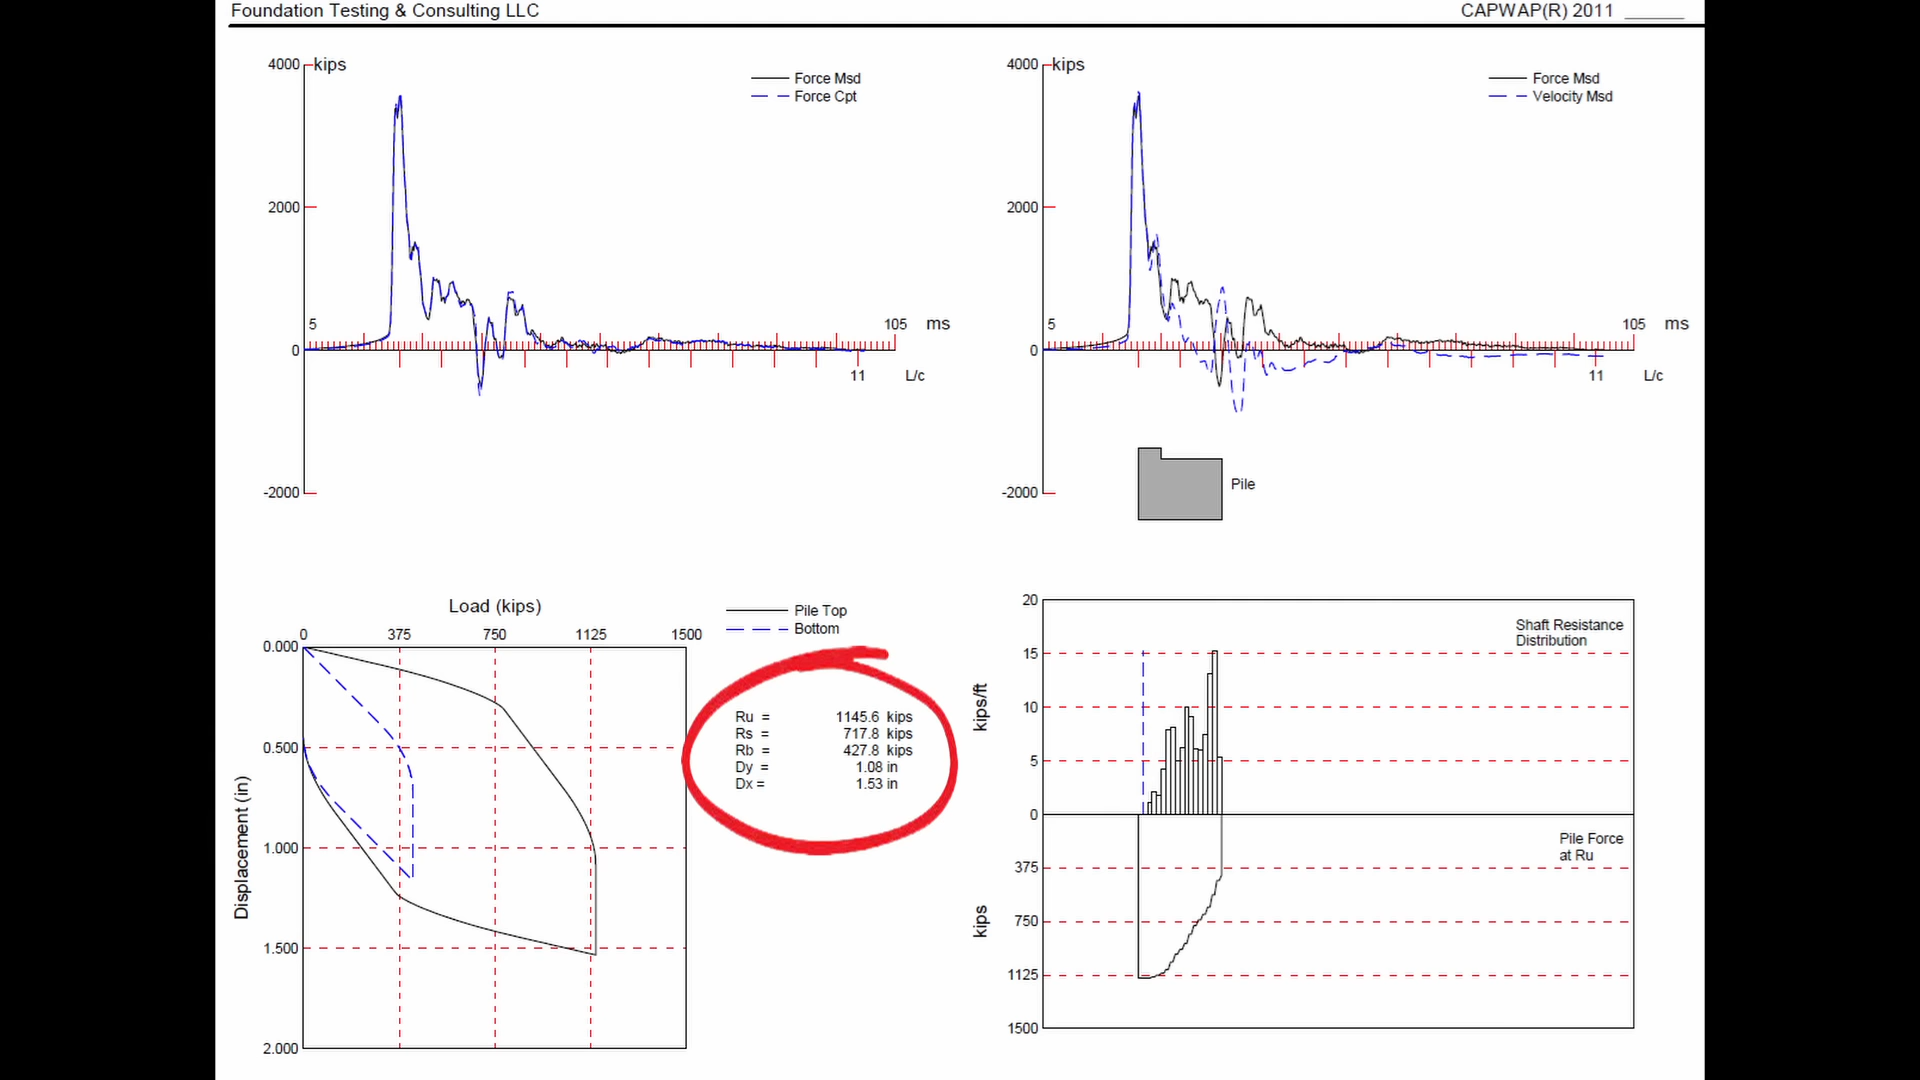 Foundation Testing & Consulting LLC
CAPWAP(R) 2011
4000 kips
Force Msd
Force Cpt
2000
5
105 ms
0
11 L/c
-2000
4000 kips
Force Msd
Velocity Msd
2000
5
105 ms
0
11 L/c
-2000
Pile
Load (kips)
0 375 750 1125 1500
Pile Top
Bottom
0.000
0.500
1.000
1.500
2.000
Displacement (in)
Ru = 1145.6 kips
Rs = 717.8 kips
Rb = 427.8 kips
Dy = 1.08 in
Dx = 1.53 in
20
Shaft Resistance
Distribution
15
10
5
0
kips/ft
Pile Force
at Ru
375
750
1125
1500
kips